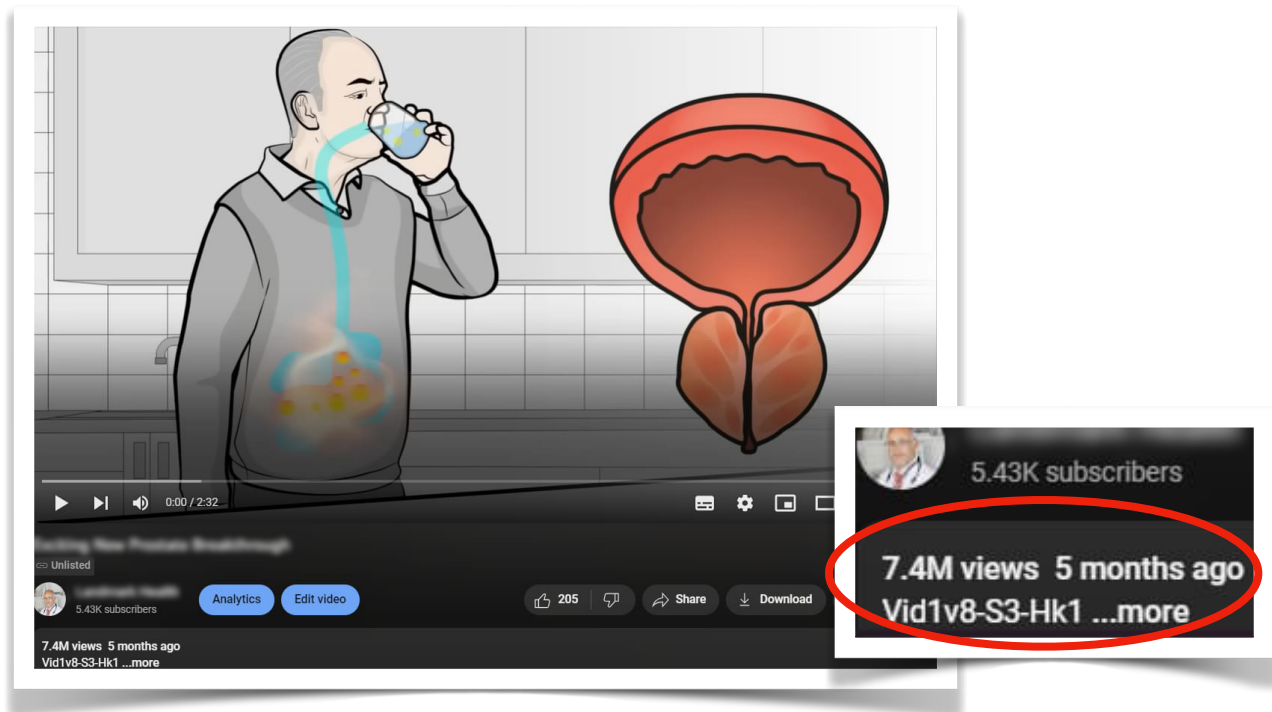 0:00 / 2:32
Unlisted
5.43K subscribers
Analytics
Edit video
205
Share
Download
7.4M views 5 months ago
Vid1v8-S3-Hk1 ...more
5.43K subscribers
7.4M views 5 months ago
Vid1v8-S3-Hk1 ...more